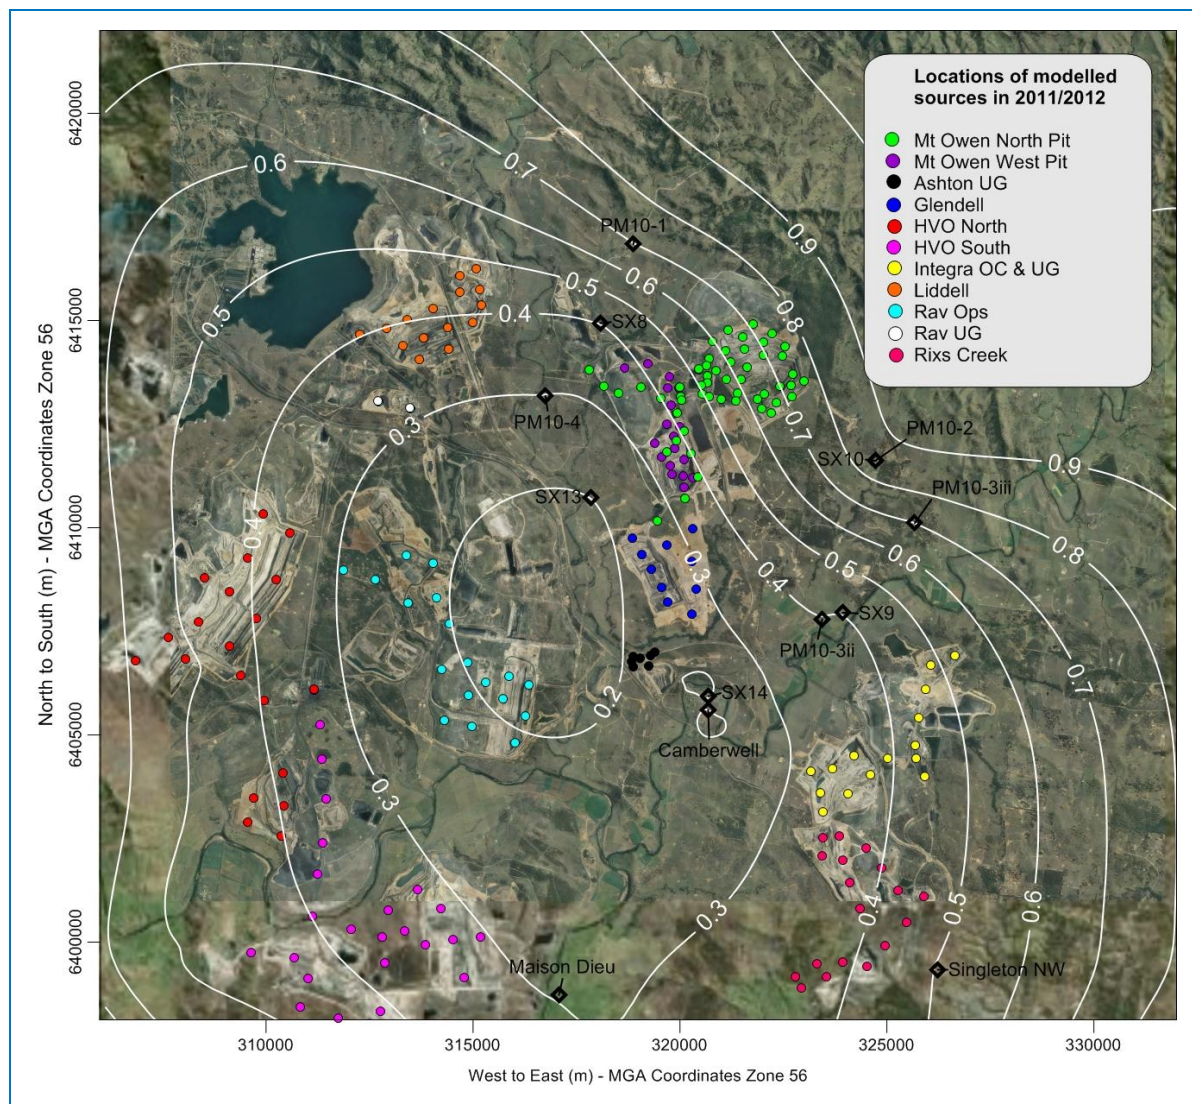 Locations of modelled
sources in 2011/2012
Mt Owen North Pit
Mt Owen West Pit
Ashton UG
Glendell
HVO North
HVO South
Integra OC & UG
Liddell
Rav Ops
Rav UG
Rixs Creek
North to South (m) - MGA Coordinates Zone 56
6420000
6415000
6410000
6405000
6400000
0.6
0.7
0.9
PM10-1
0.5
0.5
0.6
0.8
0.4
SX8
PM10-4
0.3
0.7
PM10-2
SX10
0.9
PM10-3iii
SX13
0.4
0.3
0.4
0.5
0.6
0.8
SX9
PM10-3ii
0.7
0.2
SX14
Camberwell
0.3
0.3
0.4
0.5
0.6
Maison Dieu
Singleton NW
310000
315000
320000
325000
330000
West to East (m) - MGA Coordinates Zone 56